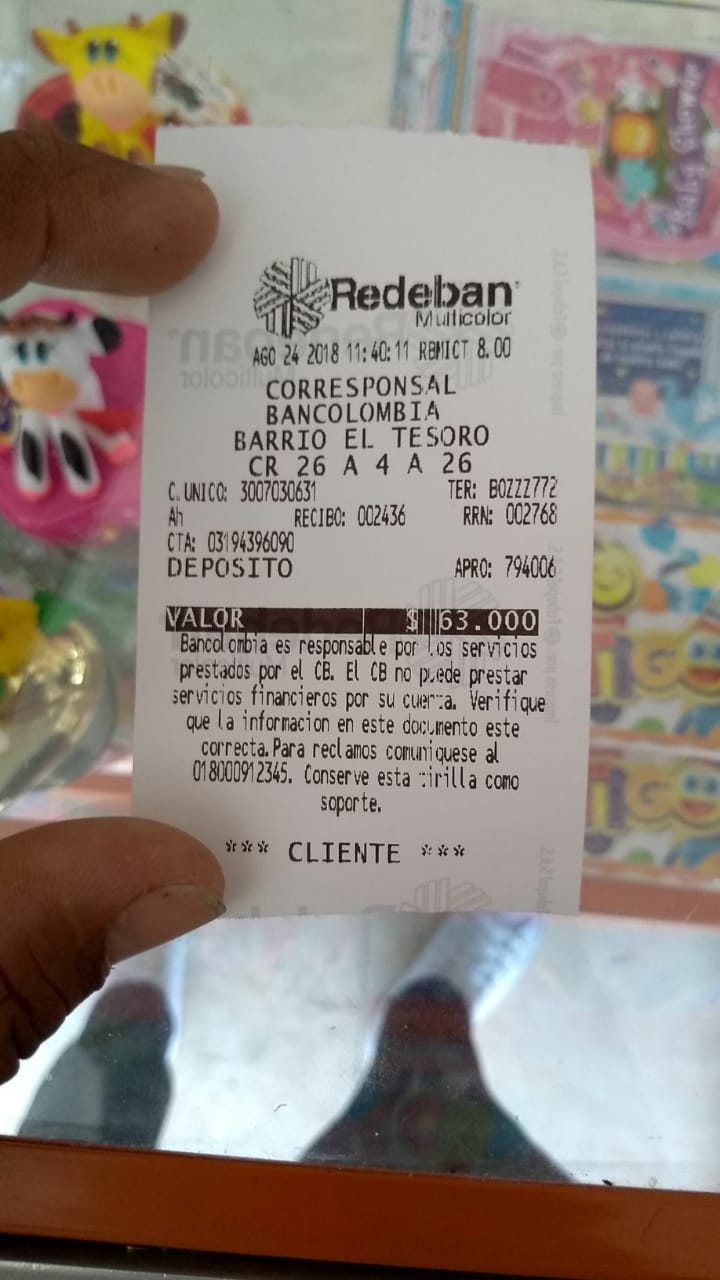 Redeban
Multicolor
AGO 24 2018 11:40:11 RBMICT 8.00
CORRESPONSAL
BANCOLOMBIA
BARRIO EL TESORO
CR 26 A 4 A 26
C.UNICO: 3007030631 TER: BOZZZ772
Ah RECIBO: 002436 RRN: 002768
CTA: 03194396090
DEPOSITO APRO: 794006
VALOR $ 63.000
Bancolombia es responsable por los servicios
prestados por el CB. El CB no puede prestar
servicios financieros por su cuenta. Verifique
que la informacion en este documento este
correcta.Para reclamos comuniquese al
018000912345. Conserve esta tirilla como
soporte.
*** CLIENTE ***
Baby Shower